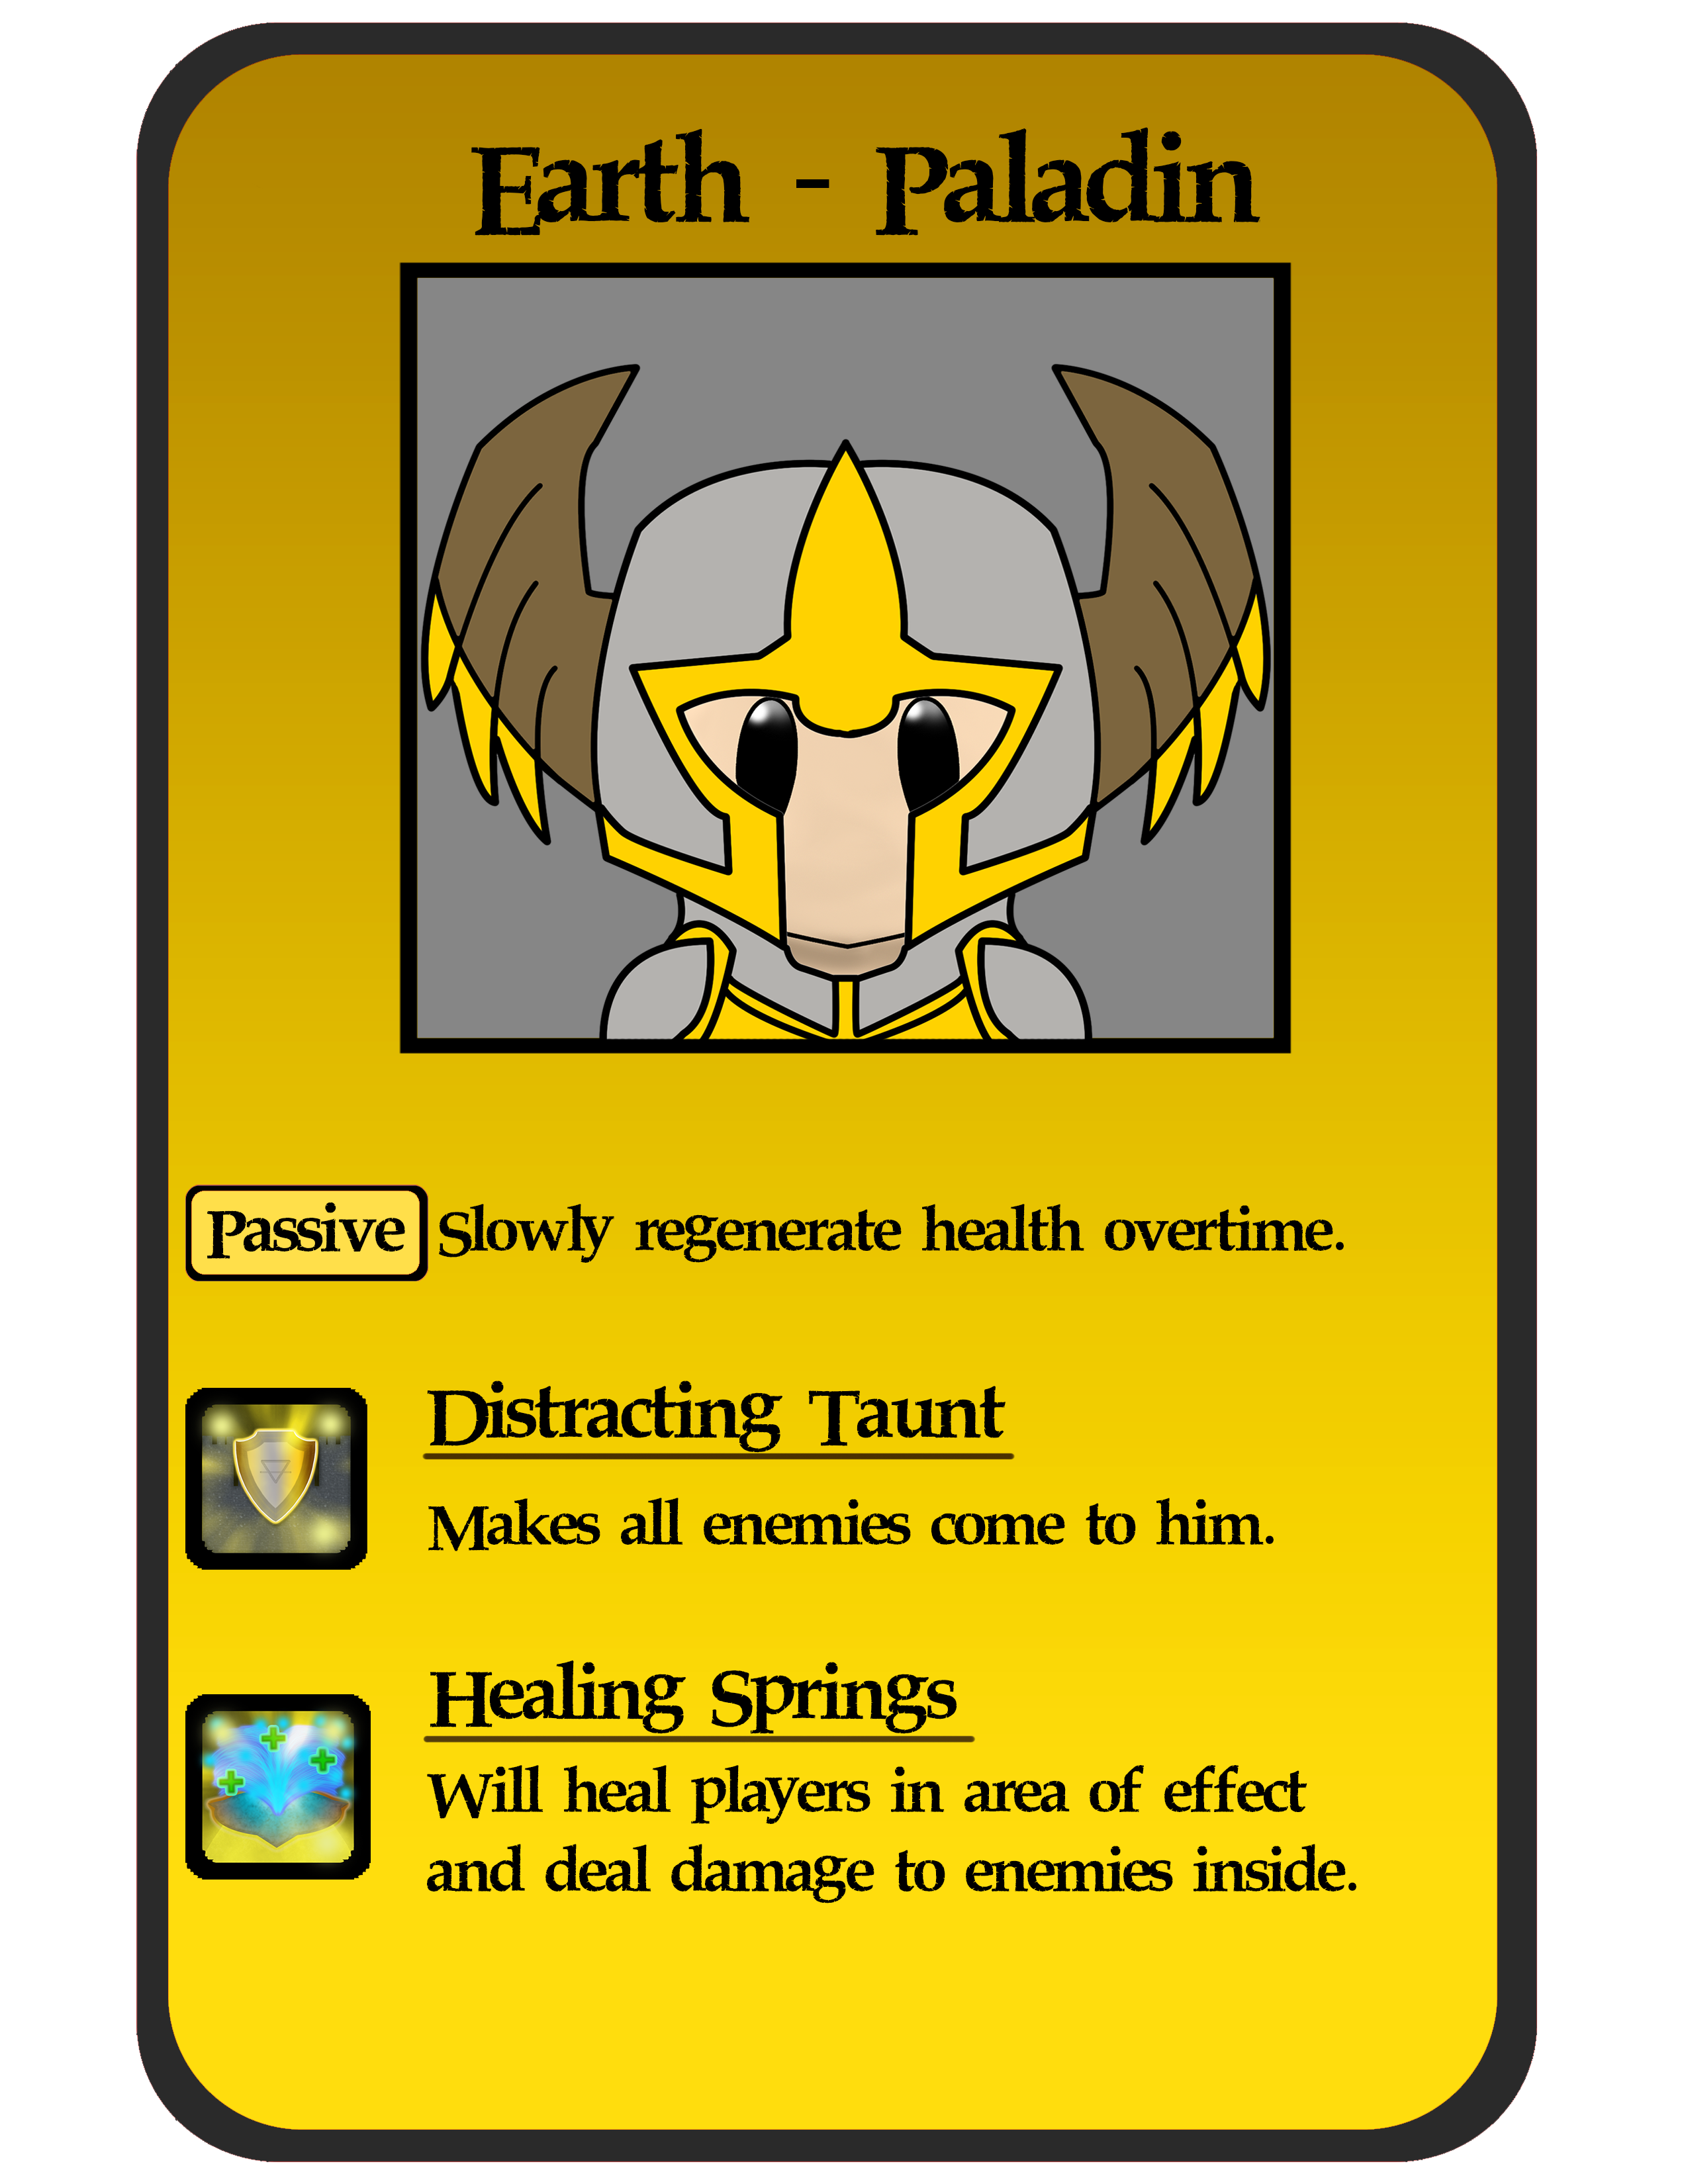 Earth - Paladin
Passive Slowly regenerate health overtime.
Distracting Taunt
Makes all enemies come to him.
Healing Springs
Will heal players in area of effect
and deal damage to enemies inside.